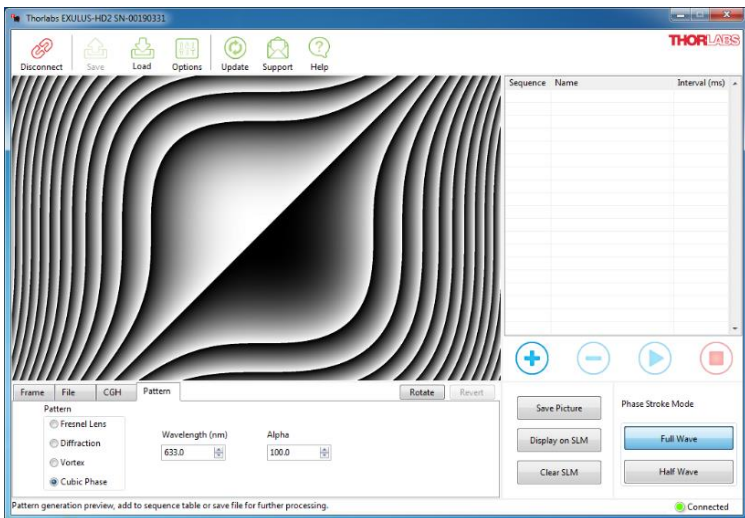 Thorlabs EXULUS-HD2 SN-00190331
Disconnect Save Load Options Update Support Help
THORLABS
Sequence Name Interval (ms)
Frame File CGH Pattern Rotate Revert
Pattern
Fresnel Lens
Diffraction
Vortex
Cubic Phase
Wavelength (nm) Alpha
633.0 100.0
Save Picture
Display on SLM
Clear SLM
Phase Stroke Mode
Full Wave
Half Wave
Pattern generation preview, add to sequence table or save file for further processing.
Connected